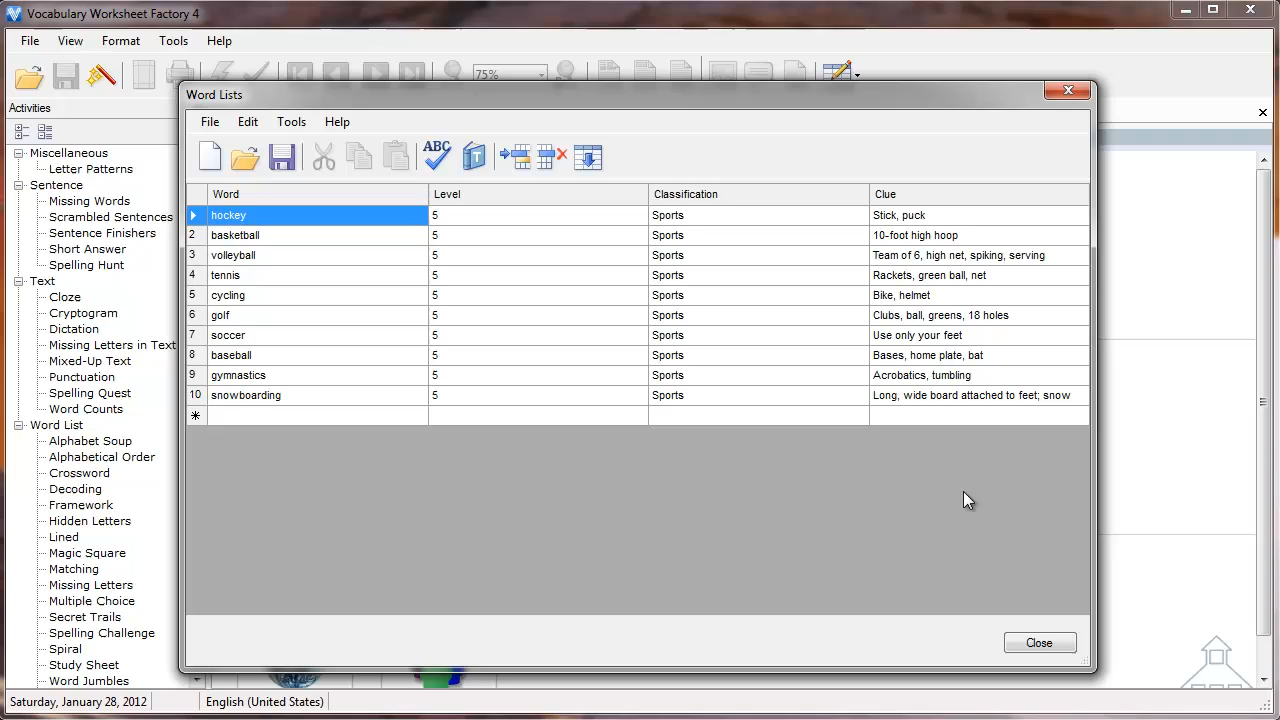 Vocabulary Worksheet Factory 4
File View Format Tools Help
75%
Activities
Miscellaneous
Letter Patterns
Sentence
Missing Words
Scrambled Sentences
Sentence Finishers
Short Answer
Spelling Hunt
Text
Cloze
Cryptogram
Dictation
Missing Letters in Text
Mixed-Up Text
Punctuation
Spelling Quest
Word Counts
Word List
Alphabet Soup
Alphabetical Order
Crossword
Decoding
Framework
Hidden Letters
Lined
Magic Square
Matching
Missing Letters
Multiple Choice
Secret Trails
Spelling Challenge
Spiral
Study Sheet
Word Jumbles
Word Lists
File Edit Tools Help
ABC
T
Word Level Classification Clue
hockey 5 Sports Stick, puck
2 basketball 5 Sports 10-foot high hoop
3 volleyball 5 Sports Team of 6, high net, spiking, serving
4 tennis 5 Sports Rackets, green ball, net
5 cycling 5 Sports Bike, helmet
6 golf 5 Sports Clubs, ball, greens, 18 holes
7 soccer 5 Sports Use only your feet
8 baseball 5 Sports Bases, home plate, bat
9 gymnastics 5 Sports Acrobatics, tumbling
10 snowboarding 5 Sports Long, wide board attached to feet; snow
Close
Saturday, January 28, 2012 English (United States)